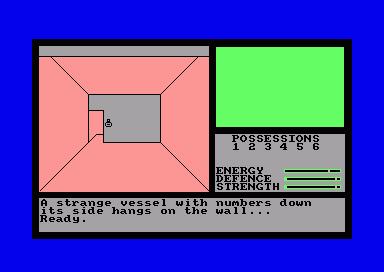 POSSESSIONS
1 2 3 4 5 6
ENERGY
DEFENCE
STRENGTH
A strange vessel with numbers down
its side hangs on the wall...
Ready.